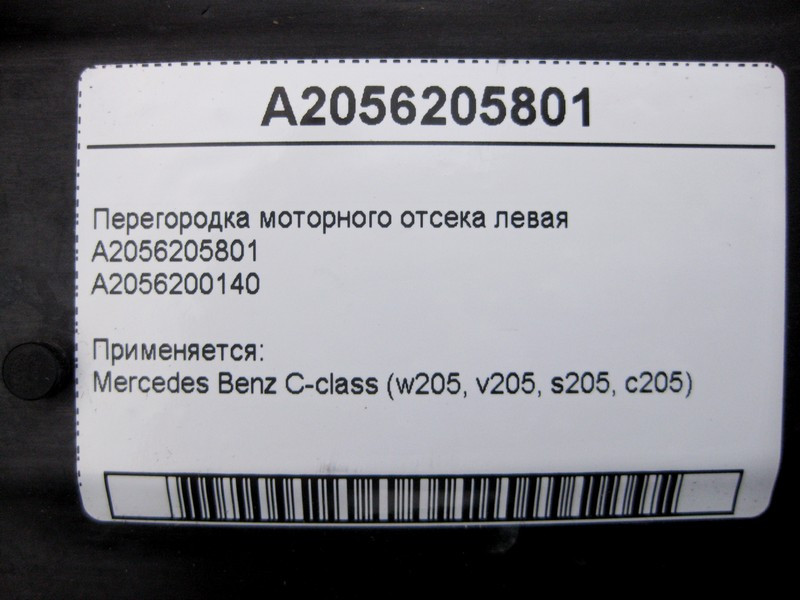 A2056205801
Перегородка моторного отсека левая
A2056205801
A2056200140
Применяется:
Mercedes Benz C-class (w205, v205, s205, c205)